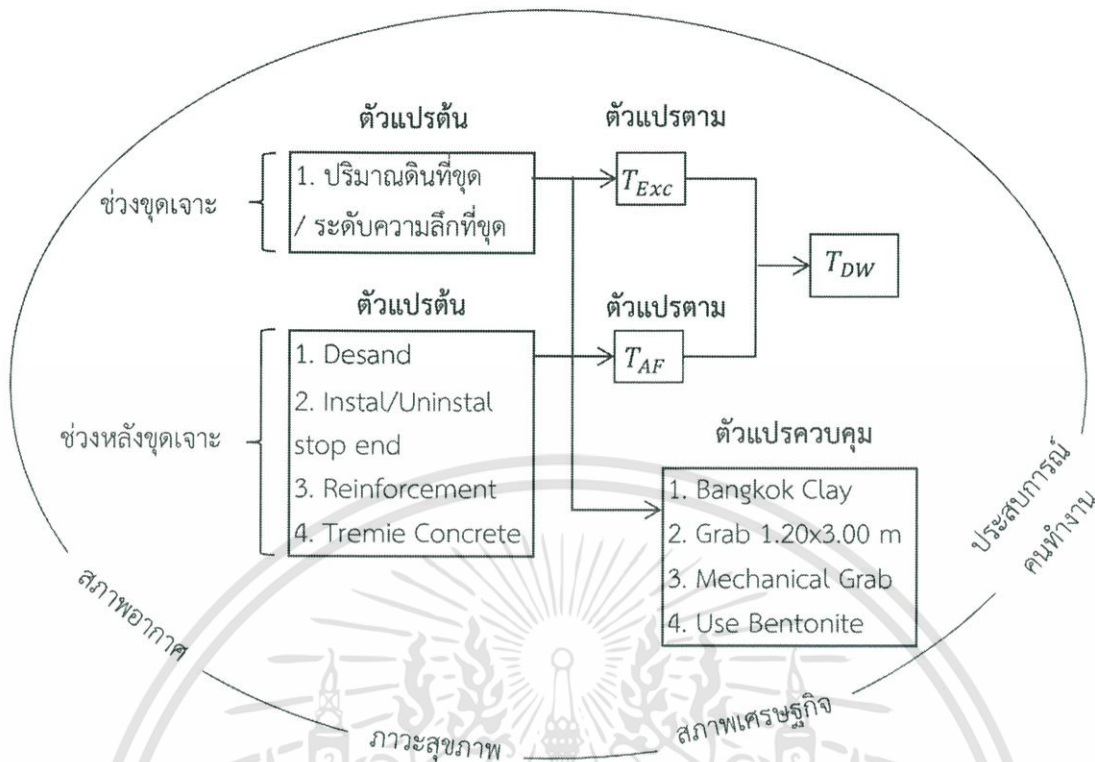 ตัวแปรต้น
ตัวแปรตาม
ช่วงขุดเจาะ
1. ปริมาณดินที่ขุด
/ ระดับความลึกที่ขุด
T_Exc
T_DW
ตัวแปรต้น
ตัวแปรตาม
ช่วงหลังขุดเจาะ
1. Desand
2. Instal/Uninstal
stop end
3. Reinforcement
4. Tremie Concrete
T_AF
ตัวแปรควบคุม
1. Bangkok Clay
2. Grab 1.20x3.00 m
3. Mechanical Grab
4. Use Bentonite
สภาพอากาศ
ภาวะสุขภาพ
สภาพเศรษฐกิจ
ประสบการณ์
คนทำงาน